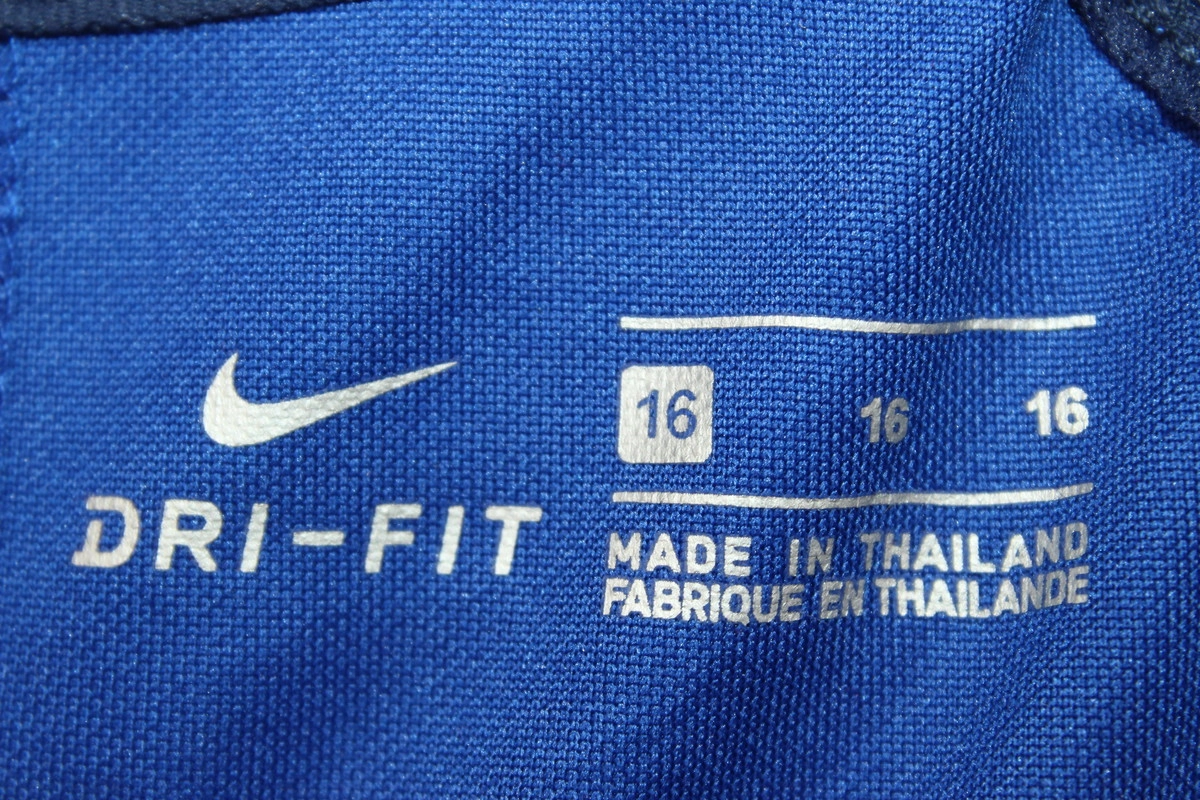 DRI-FIT
16 16 16
MADE IN THAILAND
FABRIQUE EN THAILANDE